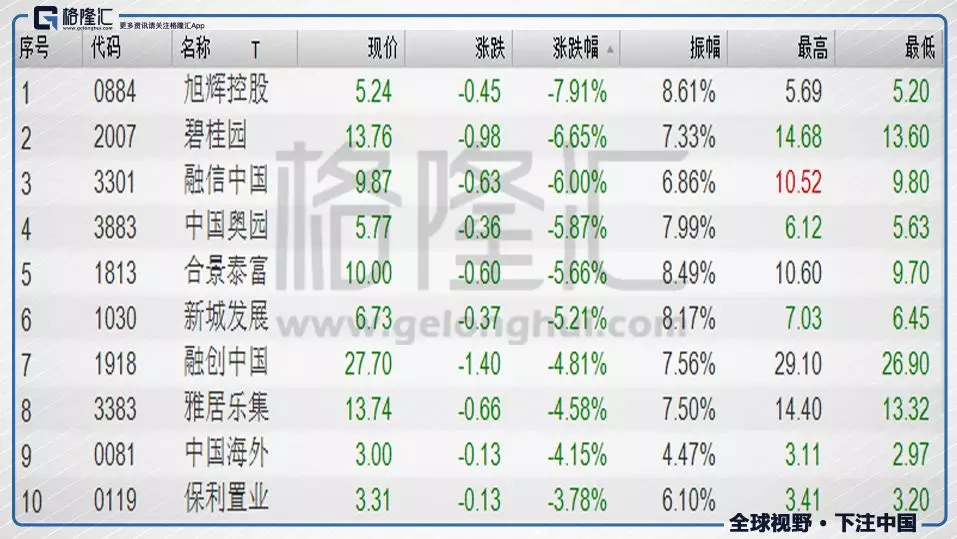 格隆汇
www.gelonghui.com
更多资讯请关注格隆汇App
序号 代码 名称 T 现价 涨跌 涨跌幅 振幅 最高 最低
1 0884 旭辉控股 5.24 -0.45 -7.91% 8.61% 5.69 5.20
2 2007 碧桂园 13.76 -0.98 -6.65% 7.33% 14.68 13.60
3 3301 融信中国 9.87 -0.63 -6.00% 6.86% 10.52 9.80
4 3883 中国奥园 5.77 -0.36 -5.87% 7.99% 6.12 5.63
5 1813 合景泰富 10.00 -0.60 -5.66% 8.49% 10.60 9.70
6 1030 新城发展 6.73 -0.37 -5.21% 8.17% 7.03 6.45
7 1918 融创中国 27.70 -1.40 -4.81% 7.56% 29.10 26.90
8 3383 雅居乐集 13.74 -0.66 -4.58% 7.50% 14.40 13.32
9 0081 中国海外 3.00 -0.13 -4.15% 4.47% 3.11 2.97
10 0119 保利置业 3.31 -0.13 -3.78% 6.10% 3.41 3.20
格隆汇
www.gelonghui.com
全球视野·下注中国